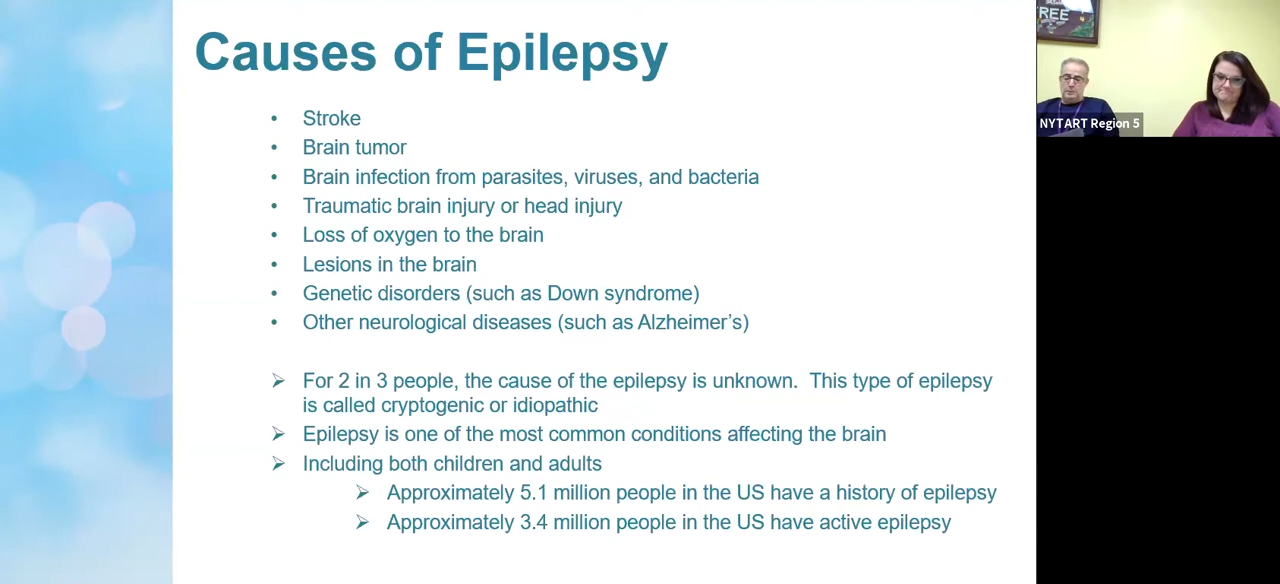 Causes of Epilepsy
• Stroke
• Brain tumor
• Brain infection from parasites, viruses, and bacteria
• Traumatic brain injury or head injury
• Loss of oxygen to the brain
• Lesions in the brain
• Genetic disorders (such as Down syndrome)
• Other neurological diseases (such as Alzheimer’s)
➢ For 2 in 3 people, the cause of the epilepsy is unknown.  This type of epilepsy
is called cryptogenic or idiopathic
➢ Epilepsy is one of the most common conditions affecting the brain
➢ Including both children and adults
➢ Approximately 5.1 million people in the US have a history of epilepsy
➢ Approximately 3.4 million people in the US have active epilepsy
NYTART Region 5